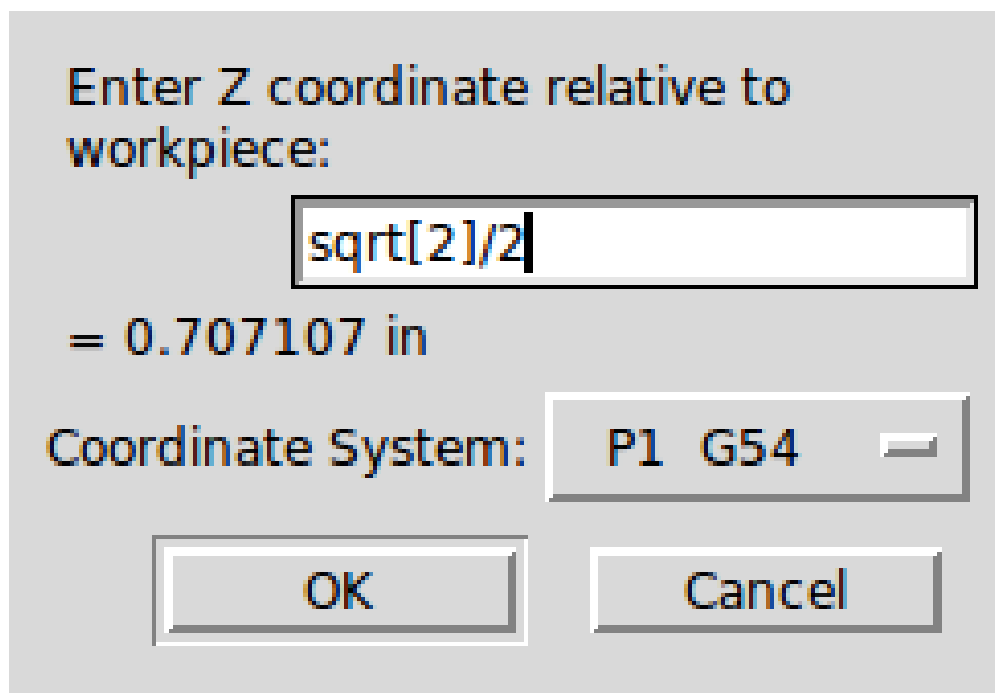 Enter Z coordinate relative to
workpiece:
sqrt[2]/2
= 0.707107 in
Coordinate System: P1 G54
OK Cancel